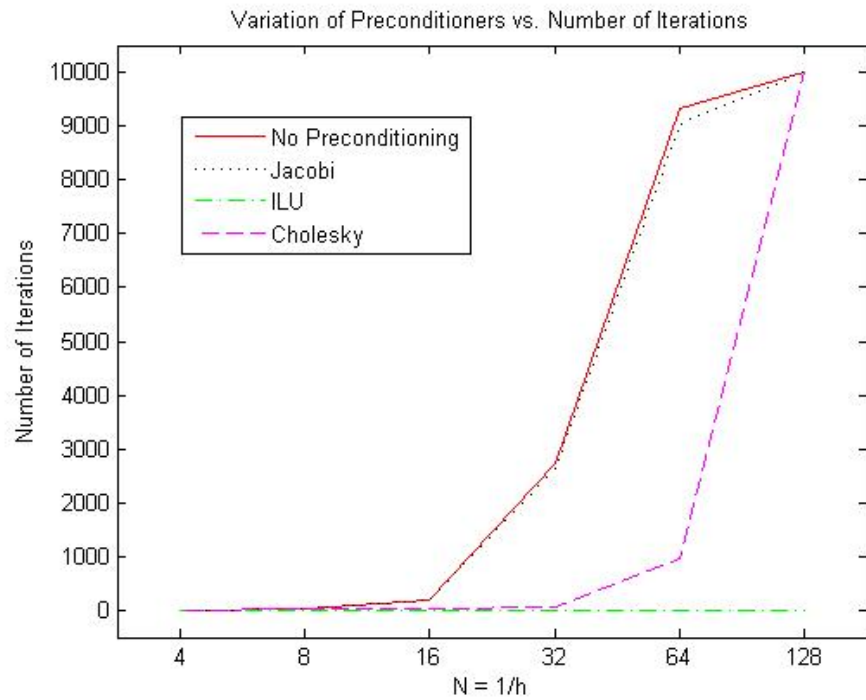 Variation of Preconditioners vs. Number of Iterations
10000
9000
8000
7000
6000
5000
4000
3000
2000
1000
0
Number of Iterations
No Preconditioning
Jacobi
ILU
Cholesky
4
8
16
32
64
128
N = 1/h